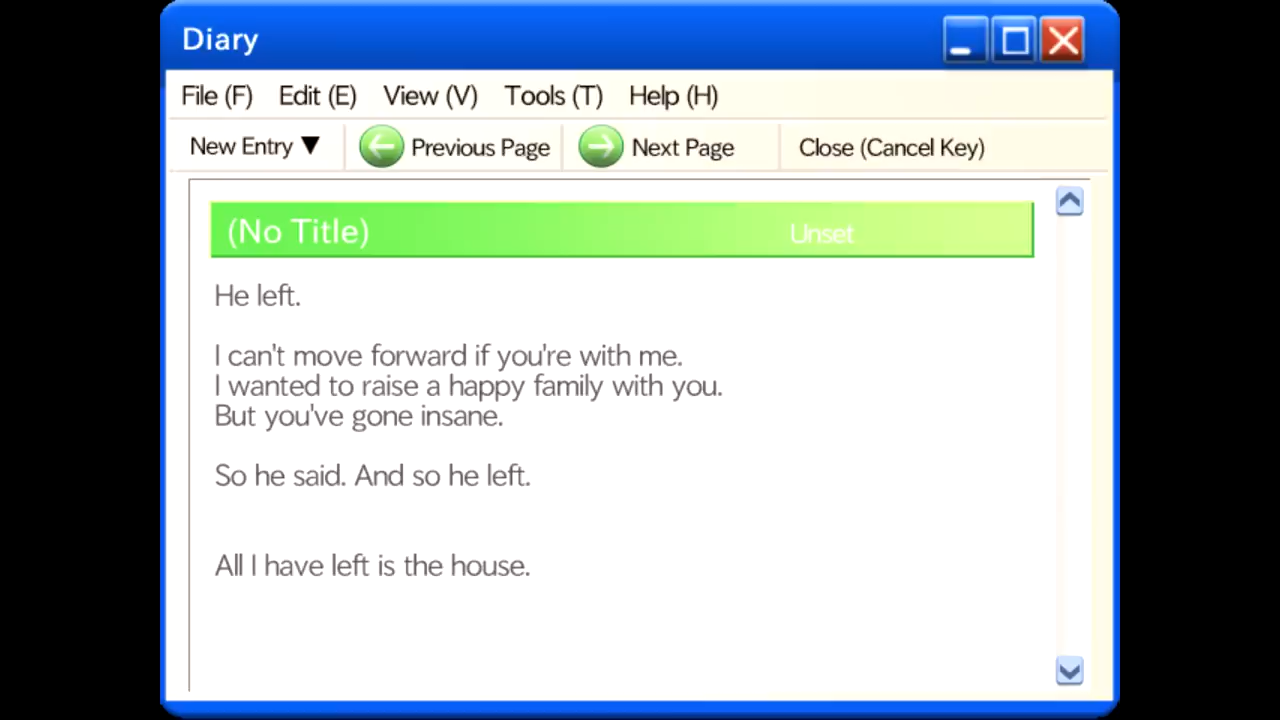 Diary
File (F) Edit (E) View (V) Tools (T) Help (H)
New Entry ▼ Previous Page Next Page Close (Cancel Key)
(No Title) Unset
He left.
I can't move forward if you're with me.
I wanted to raise a happy family with you.
But you've gone insane.
So he said. And so he left.
All I have left is the house.